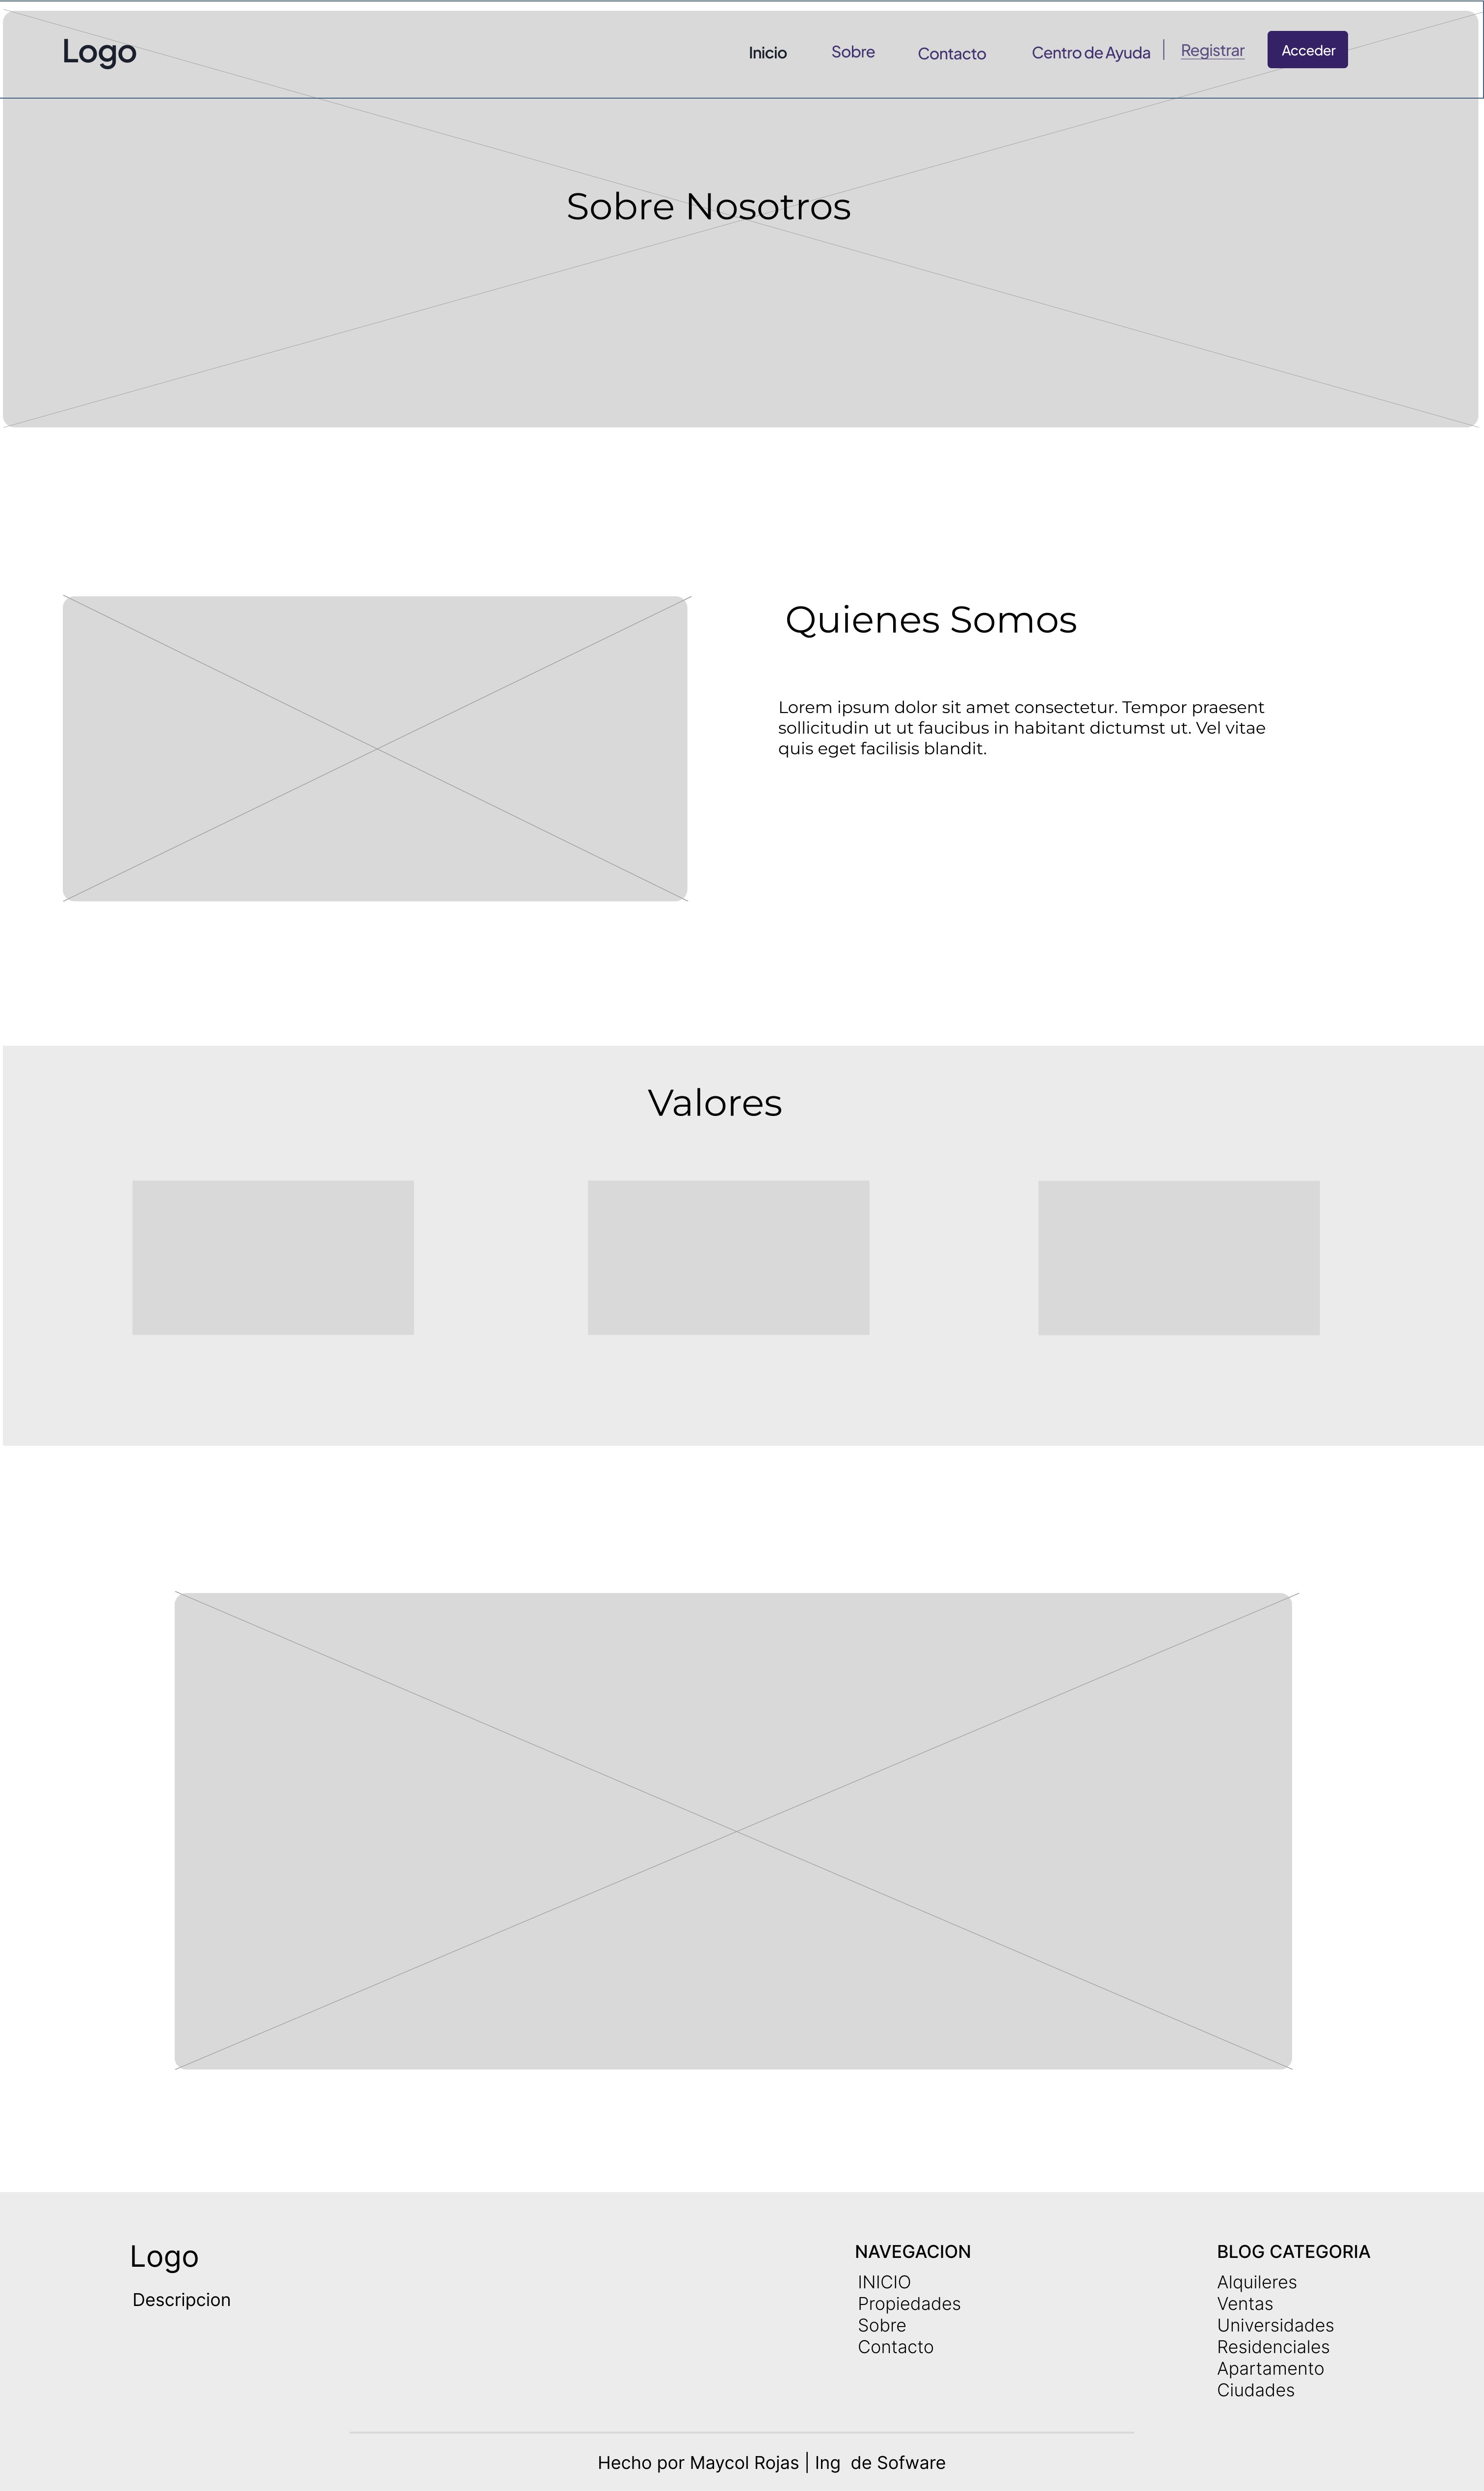 Logo
Inicio Sobre Contacto Centro de Ayuda | Registrar Acceder
Sobre Nosotros
Quienes Somos
Lorem ipsum dolor sit amet consectetur. Tempor praesent
sollicitudin ut ut faucibus in habitant dictumst ut. Vel vitae
quis eget facilisis blandit.
Valores
Logo
Descripcion
NAVEGACION
INICIO
Propiedades
Sobre
Contacto
BLOG CATEGORIA
Alquileres
Ventas
Universidades
Residenciales
Apartamento
Ciudades
Hecho por Maycol Rojas | Ing de Sofware